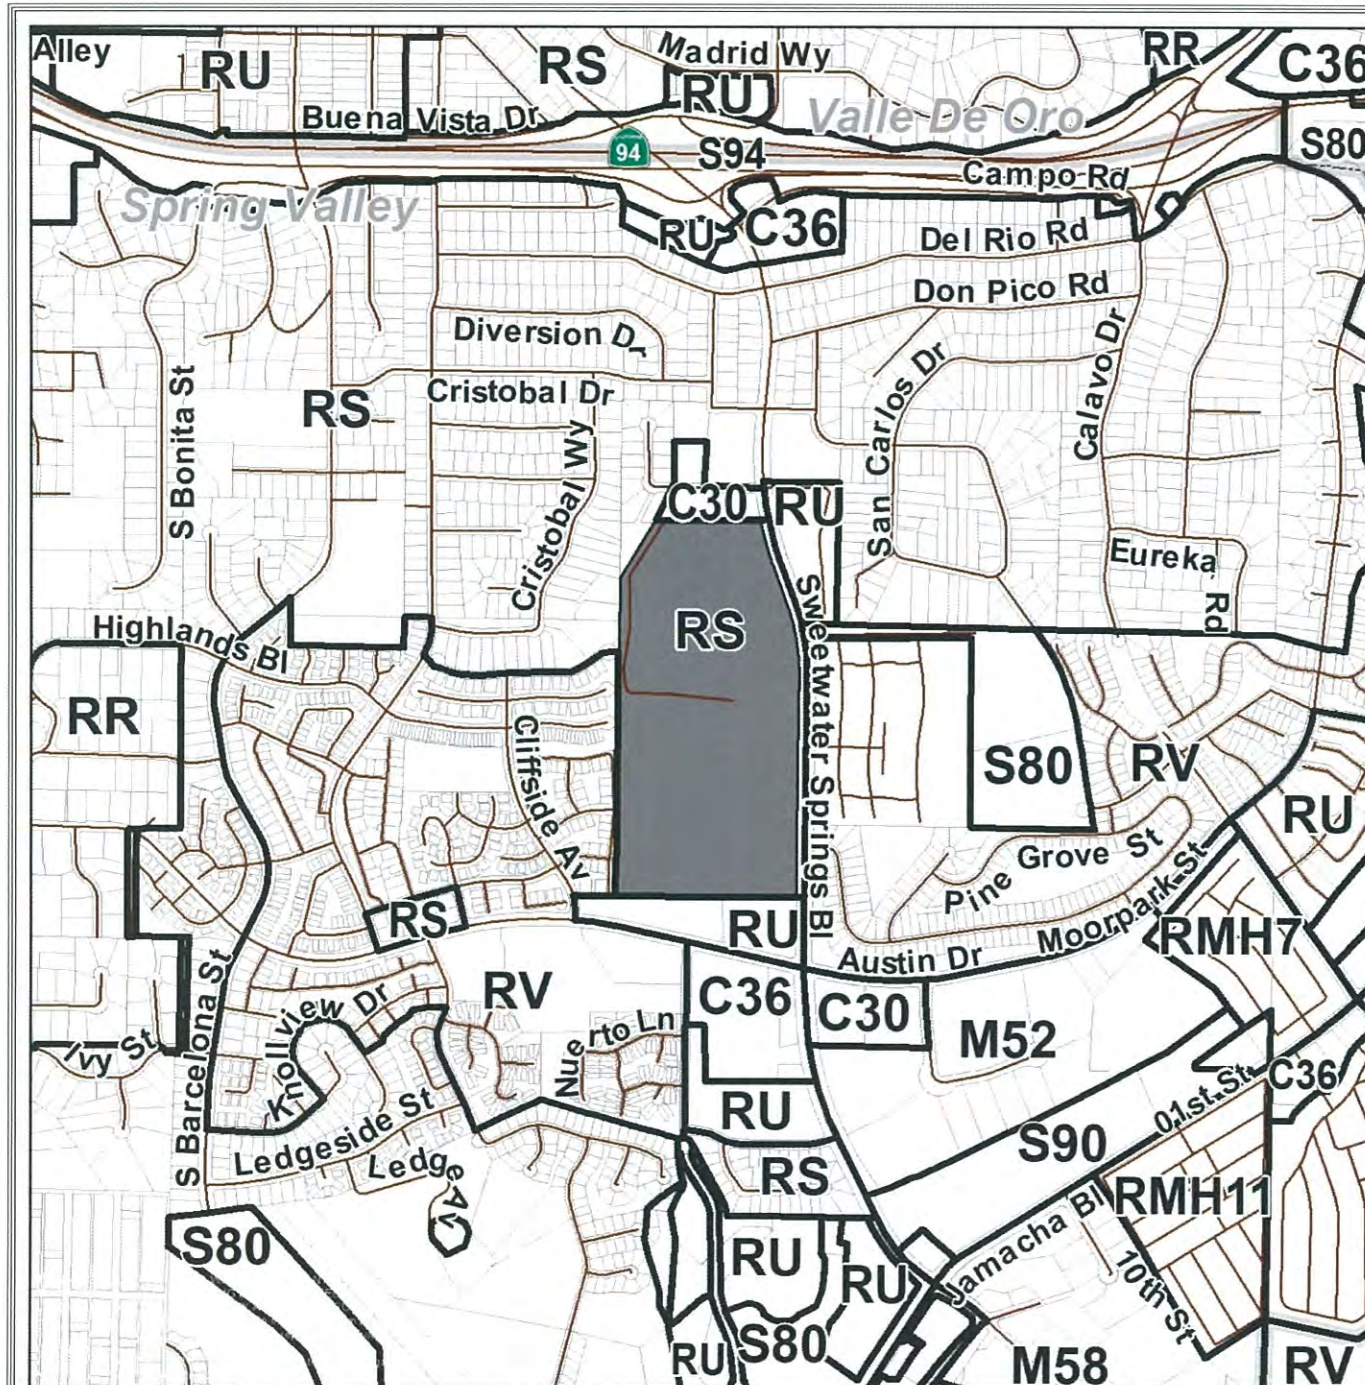 Alley
RU
RS
Madrid Wy
RR
C36
RU
Buena Vista Dr
Valle De Oro
94
S94
S80
Campo Rd
Spring Valley
RU
C36
Del Rio Rd
Don Pico Rd
Diversion Dr
Cristobal Dr
San Carlos Dr
Calavo Dr
S Bonita St
RS
Cristobal Wy
C30
RU
Eureka Rd
Highlands Bl
RS
Sweetwater Springs Bl
RR
Cliffside Av
S80
RV
RU
Pine Grove St
Moorpark St
RS
RU
RMH7
Austin Dr
RV
C36
C30
Knollview Dr
Nuerto Ln
M52
Ivy St
S Barcelona St
C36
RU
01st St
Ledgeside St
S90
Ledge Av
RS
RMH11
Jamacha Bl
S80
RU
RU
10th St
RU
S80
M58
RV